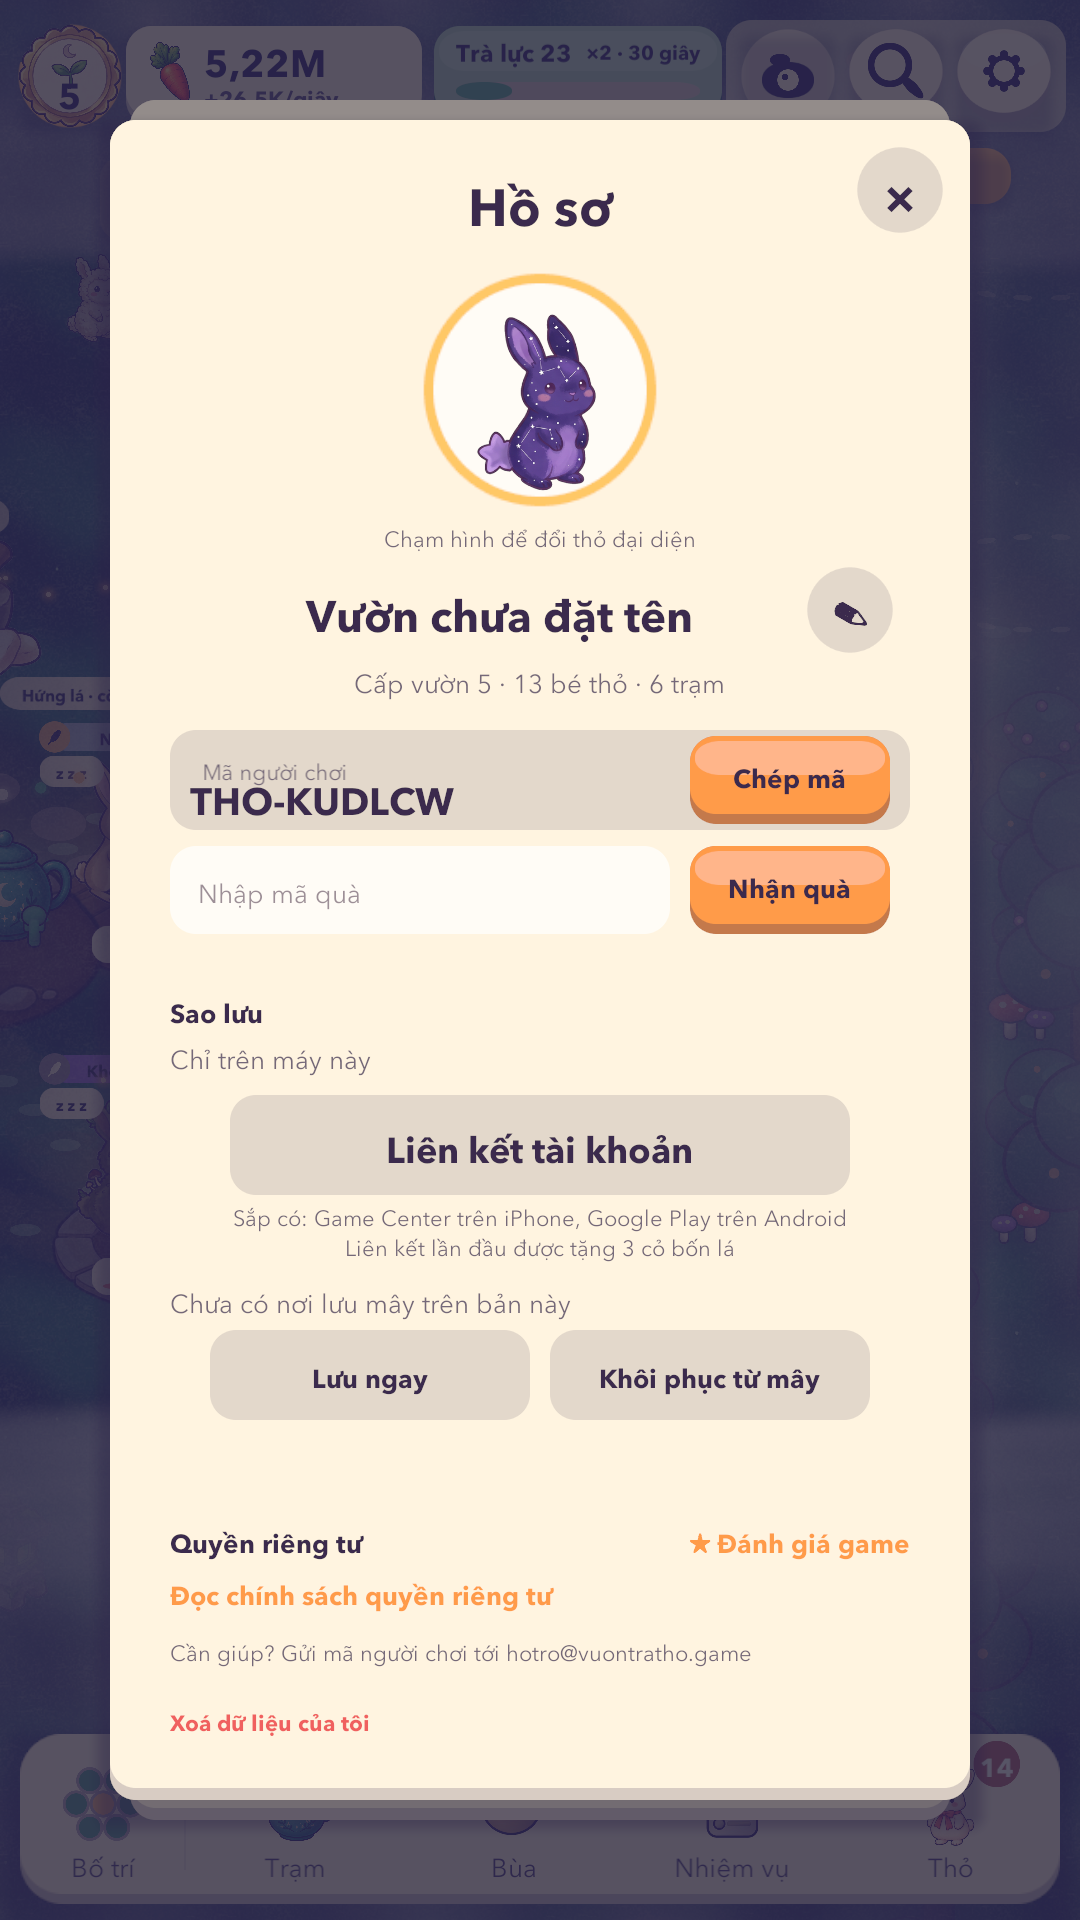 5
5,22M
+26,5K/giây
Trà lực 23 ×2 · 30 giây
Hồ sơ
Chạm hình để đổi thỏ đại diện
Vườn chưa đặt tên
Cấp vườn 5 · 13 bé thỏ · 6 trạm
Hứng lá
Mã người chơi
THO-KUDLCW
Chép mã
z z z
Nhập mã quà
Nhận quà
Sao lưu
Chỉ trên máy này
z z z
Liên kết tài khoản
Sắp có: Game Center trên iPhone, Google Play trên Android
Liên kết lần đầu được tặng 3 cỏ bốn lá
Chưa có nơi lưu mây trên bản này
Lưu ngay
Khôi phục từ mây
Quyền riêng tư
★ Đánh giá game
Đọc chính sách quyền riêng tư
Cần giúp? Gửi mã người chơi tới hotro@vuontratho.game
Xoá dữ liệu của tôi
14
Bố trí
Trạm
Bùa
Nhiệm vụ
Thỏ